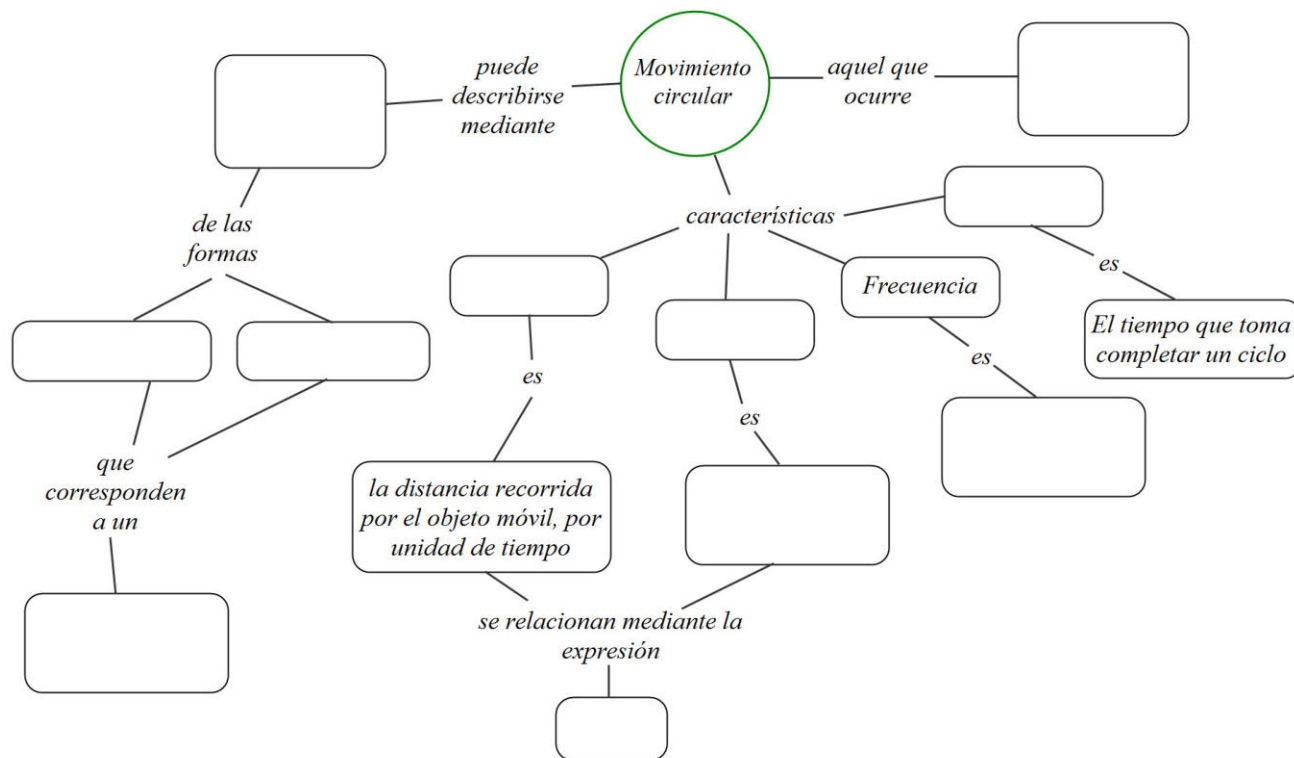 puede
describirse
mediante
Movimiento
circular
aquel que
ocurre
de las
formas
características
Frecuencia
es
El tiempo que toma
completar un ciclo
es
es
es
que
corresponden
a un
la distancia recorrida
por el objeto móvil, por
unidad de tiempo
se relacionan mediante la
expresión